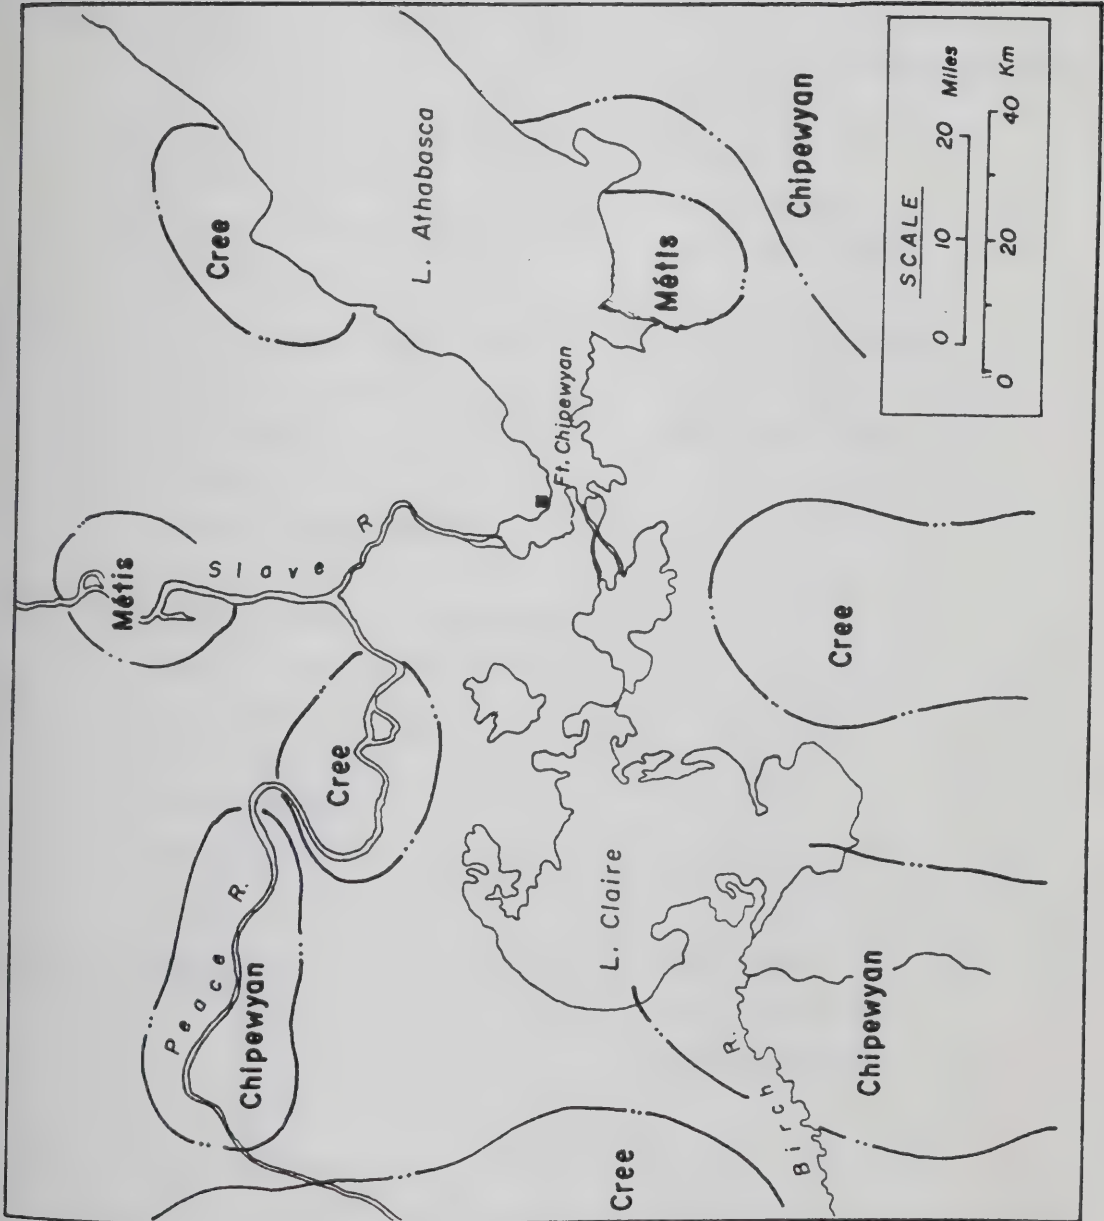 Métis
Slave
R.
Cree
L. Athabasca
Peace R.
Chipewyan
Cree
Ft. Chipewyan
Métis
Chipewyan
L. Claire
Cree
Birch R.
Chipewyan
Cree
SCALE
0 10 20 Miles
0 20 40 Km